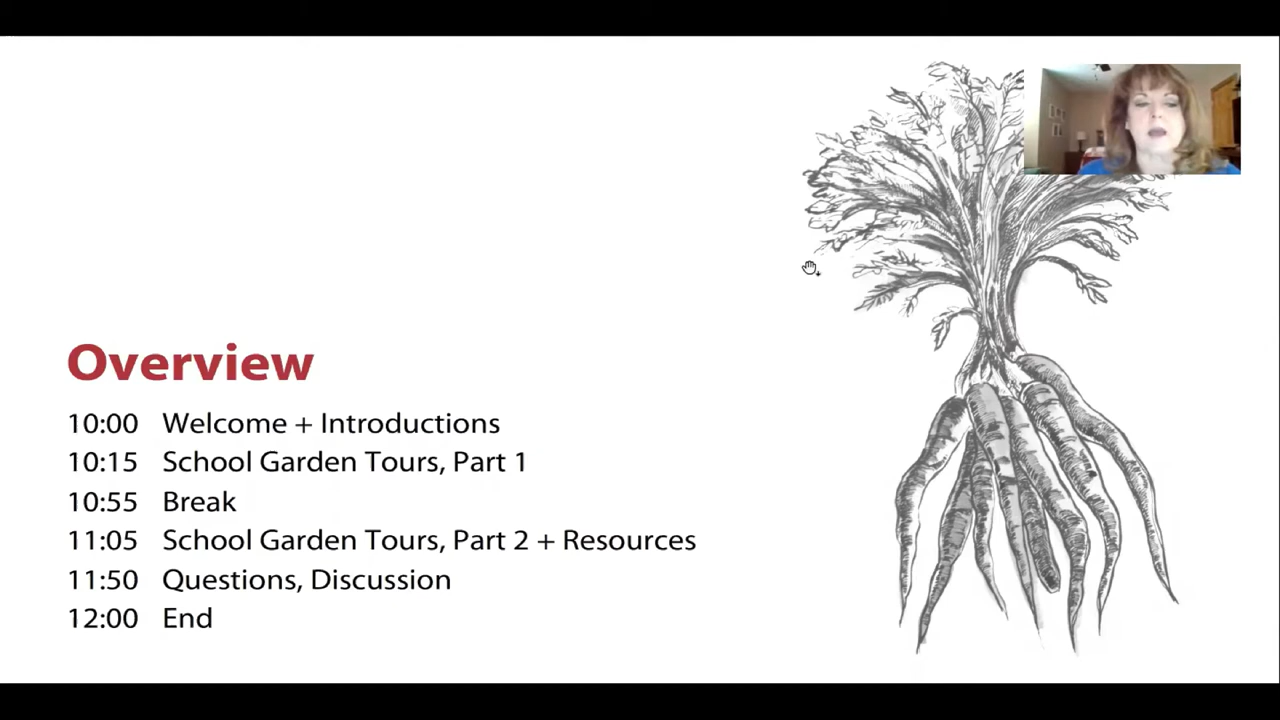 Overview
10:00 Welcome + Introductions
10:15 School Garden Tours, Part 1
10:55 Break
11:05 School Garden Tours, Part 2 + Resources
11:50 Questions, Discussion
12:00 End